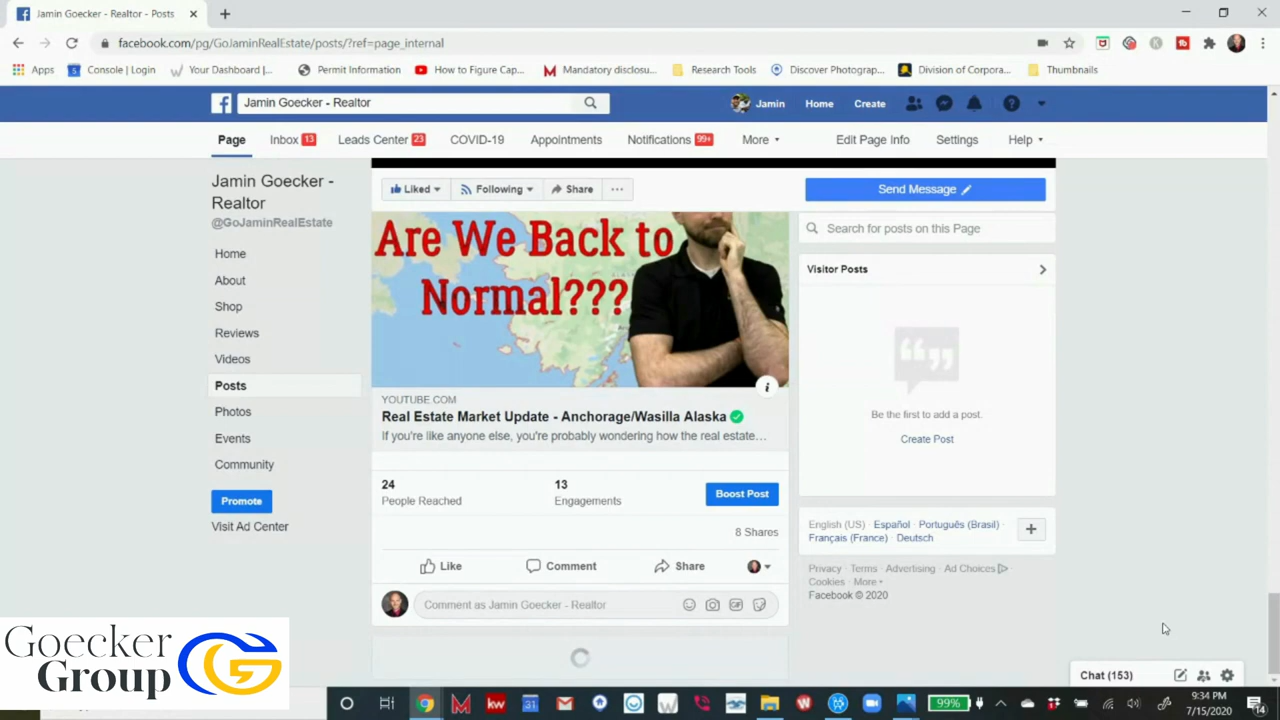 Jamin Goecker - Realtor - Posts
facebook.com/pg/GoJaminRealEstate/posts/?ref=page_internal
Apps
Console | Login
Your Dashboard |...
Permit Information
How to Figure Cap...
Mandatory disclosu...
Research Tools
Discover Photograp...
Division of Corpora...
Thumbnails
Jamin Goecker - Realtor
Jamin
Home
Create
Page
Inbox 13
Leads Center 23
COVID-19
Appointments
Notifications 99+
More
Edit Page Info
Settings
Help
Jamin Goecker -
Realtor
@GoJaminRealEstate
Home
About
Shop
Reviews
Videos
Posts
Photos
Events
Community
Promote
Visit Ad Center
Liked
Following
Share
Send Message
Are We Back to
Normal???
YOUTUBE.COM
Real Estate Market Update - Anchorage/Wasilla Alaska
If you're like anyone else, you're probably wondering how the real estate...
24
People Reached
13
Engagements
Boost Post
8 Shares
Like
Comment
Share
Comment as Jamin Goecker - Realtor
GIF
Search for posts on this Page
Visitor Posts
Be the first to add a post.
Create Post
English (US) · Español · Português (Brasil) ·
Français (France) · Deutsch
Privacy · Terms · Advertising · Ad Choices ·
Cookies · More
Facebook © 2020
Chat (153)
Goecker
Group
kw
31
99%
9:34 PM
7/15/2020
14